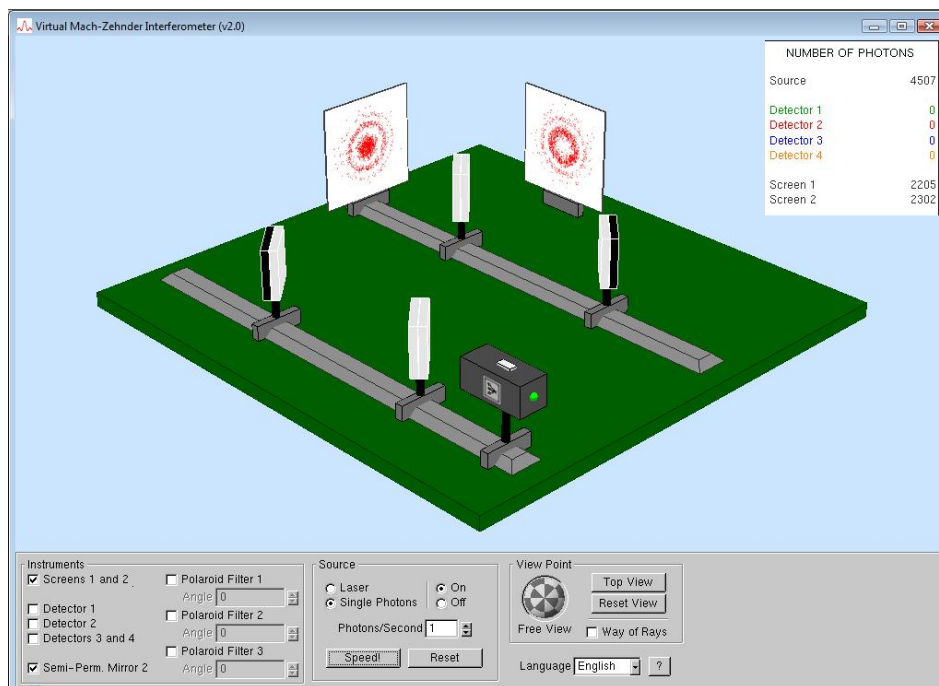 Virtual Mach-Zehnder Interferometer (v2.0)
NUMBER OF PHOTONS
Source 4507
Detector 1 0
Detector 2 0
Detector 3 0
Detector 4 0
Screen 1 2205
Screen 2 2302
Instruments
Screens 1 and 2
Detector 1
Detector 2
Detectors 3 and 4
Semi-Perm. Mirror 2
Polaroid Filter 1
Angle 0
Polaroid Filter 2
Angle 0
Polaroid Filter 3
Angle 0
Source
Laser
Single Photons
On
Off
Photons/Second 1
Speed!
Reset
View Point
Free View
Top View
Reset View
Way of Rays
Language English ?